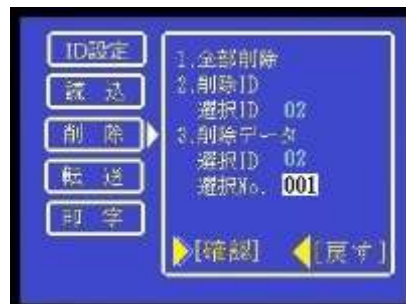 ID設定
読 込
削 除
転 送
印 字
1.全部削除
2.削除ID
選択ID 02
3.削除データ
選択ID 02
選択No. 001
[確認] [戻す]